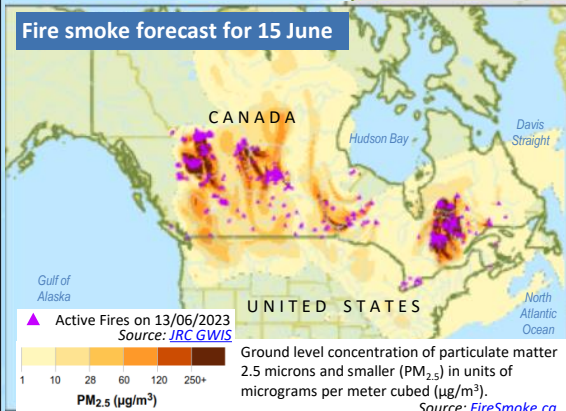 Fire smoke forecast for 15 June
CANADA
Hudson Bay
Davis
Straight
Gulf of
Alaska
UNITED STATES
North
Atlantic
Ocean
▲ Active Fires on 13/06/2023
Source: JRC GWIS
1 10 28 60 120 250+
PM2.5 (µg/m³)
Ground level concentration of particulate matter
2.5 microns and smaller (PM2.5) in units of
micrograms per meter cubed (µg/m³).
Source: FireSmoke.ca